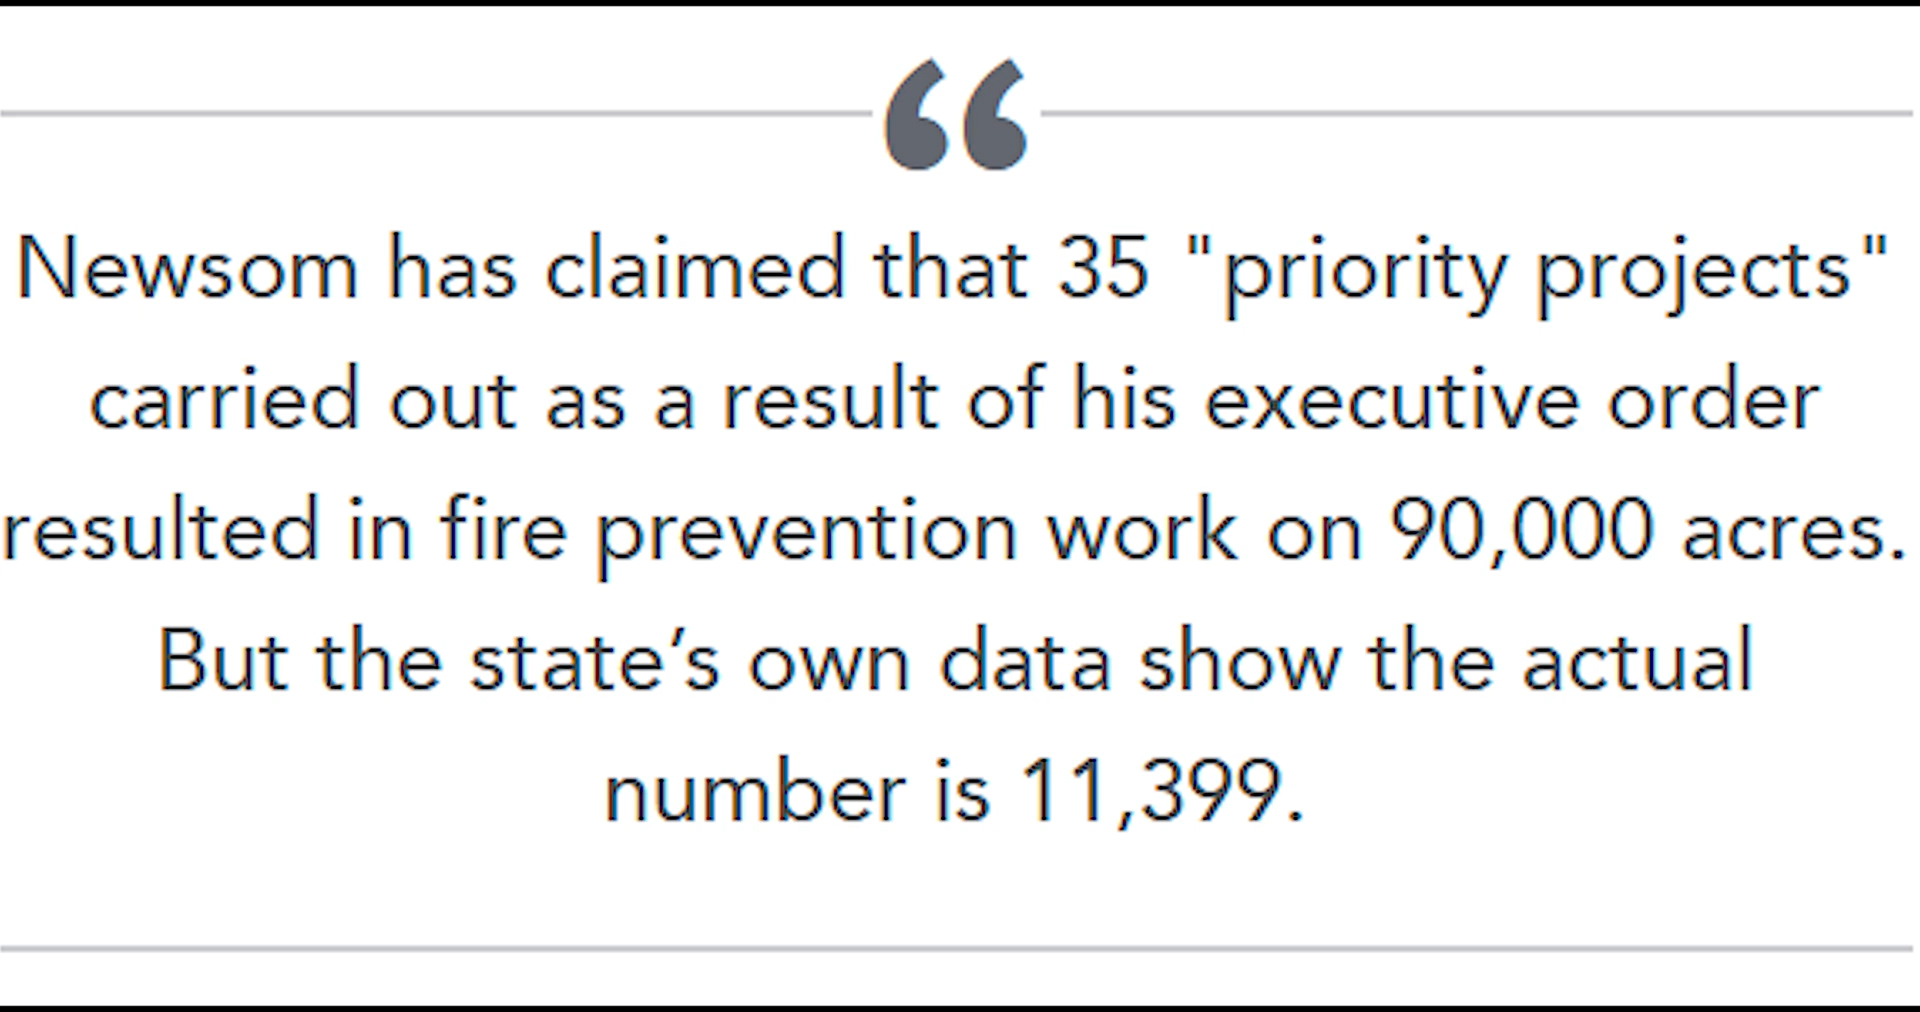 “
Newsom has claimed that 35 "priority projects"
carried out as a result of his executive order
resulted in fire prevention work on 90,000 acres.
But the state’s own data show the actual
number is 11,399.